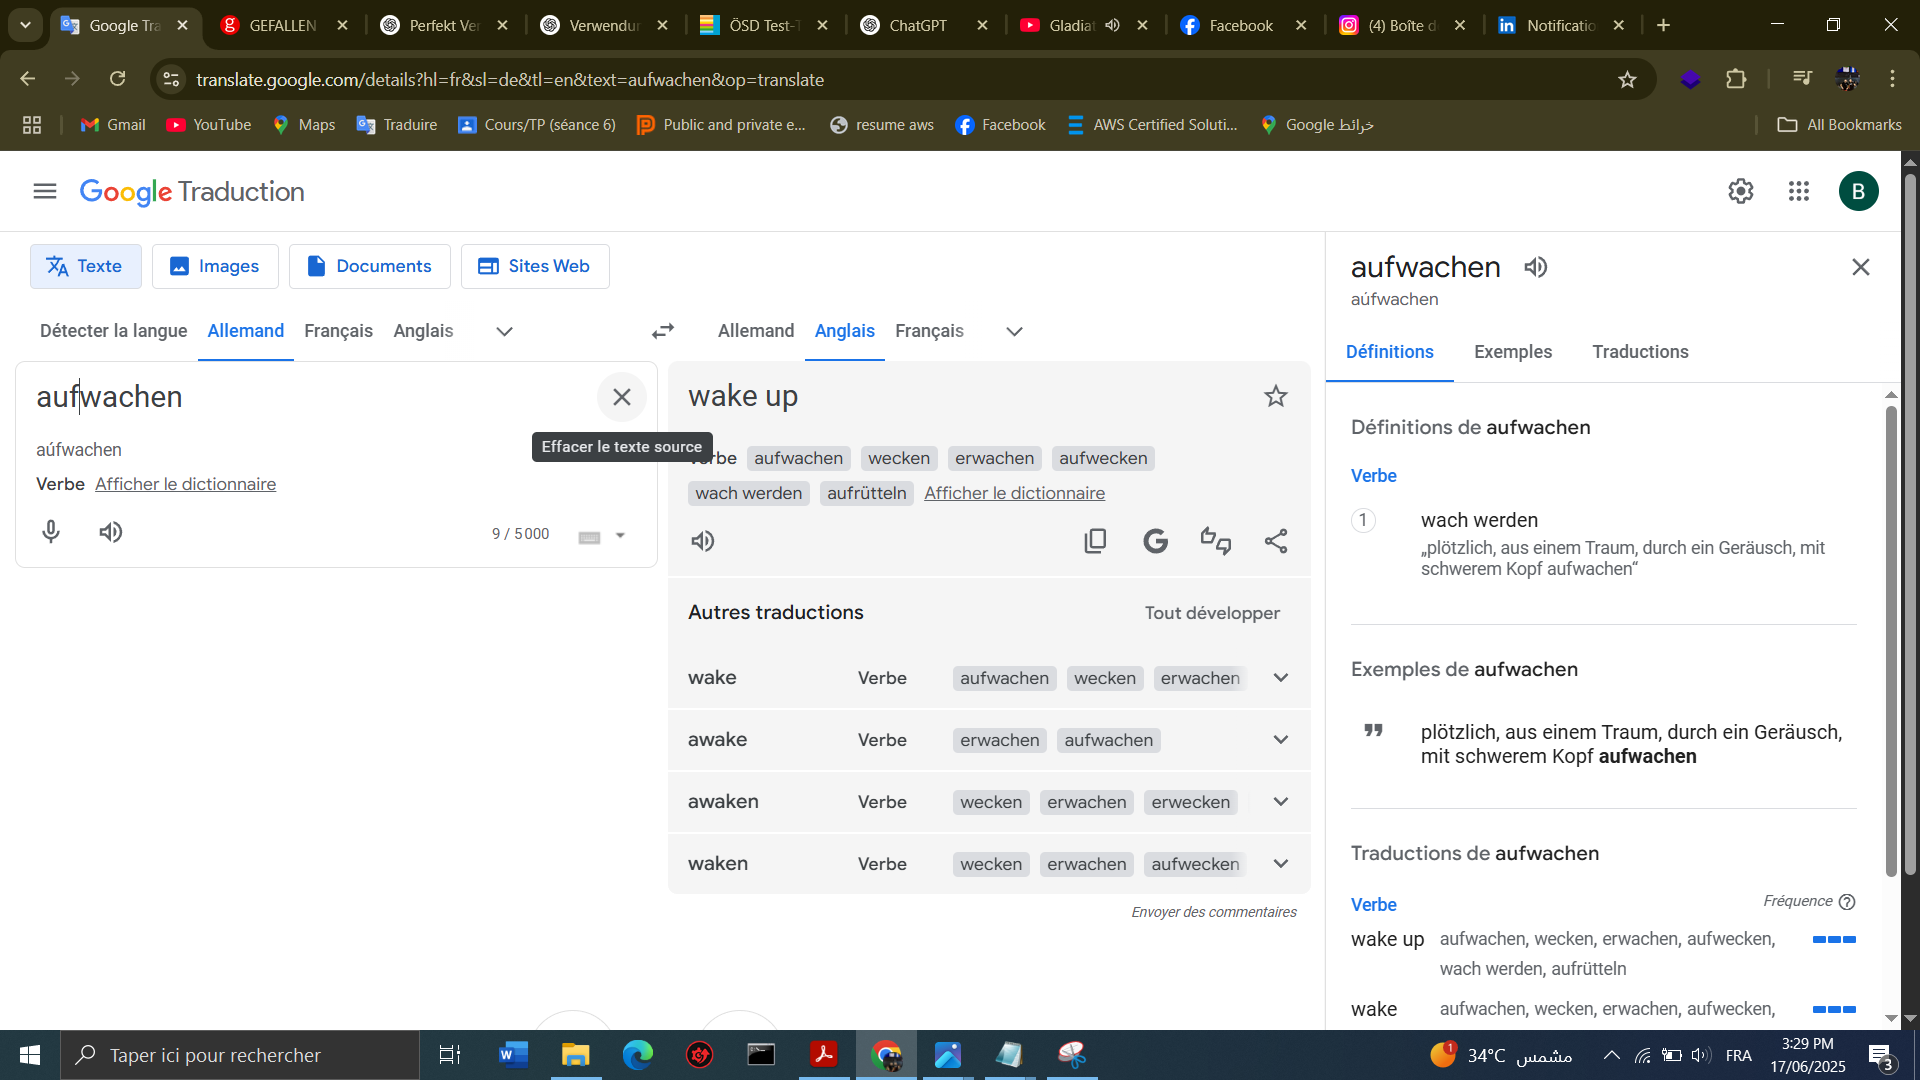 Google Tra
GEFALLEN
Perfekt Ver
Verwendun
ÖSD Test-T
ChatGPT
Gladiat
Facebook
(4) Boîte d
Notificatio
translate.google.com/details?hl=fr&sl=de&tl=en&text=aufwachen&op=translate
Gmail
YouTube
Maps
Traduire
Cours/TP (séance 6)
Public and private e...
resume aws
Facebook
AWS Certified Soluti...
خرائط Google
All Bookmarks
Google Traduction
B
Texte
Images
Documents
Sites Web
Détecter la langue
Allemand
Français
Anglais
Allemand
Anglais
Français
aufwachen
aúfwachen
Verbe Afficher le dictionnaire
9 / 5 000
Effacer le texte source
wake up
aufwachen wecken erwachen aufwecken
wach werden aufrütteln Afficher le dictionnaire
Autres traductions
Tout développer
wake Verbe aufwachen wecken erwachen
awake Verbe erwachen aufwachen
awaken Verbe wecken erwachen erwecken
waken Verbe wecken erwachen aufwecken
Envoyer des commentaires
aufwachen
aúfwachen
Définitions
Exemples
Traductions
Définitions de aufwachen
Verbe
1 wach werden
„plötzlich, aus einem Traum, durch ein Geräusch, mit
schwerem Kopf aufwachen“
Exemples de aufwachen
plötzlich, aus einem Traum, durch ein Geräusch,
mit schwerem Kopf aufwachen
Traductions de aufwachen
Verbe
Fréquence
wake up aufwachen, wecken, erwachen, aufwecken,
wach werden, aufrütteln
wake aufwachen, wecken, erwachen, aufwecken,
Taper ici pour rechercher
1
34°C مشمس
FRA
3:29 PM
17/06/2025
3